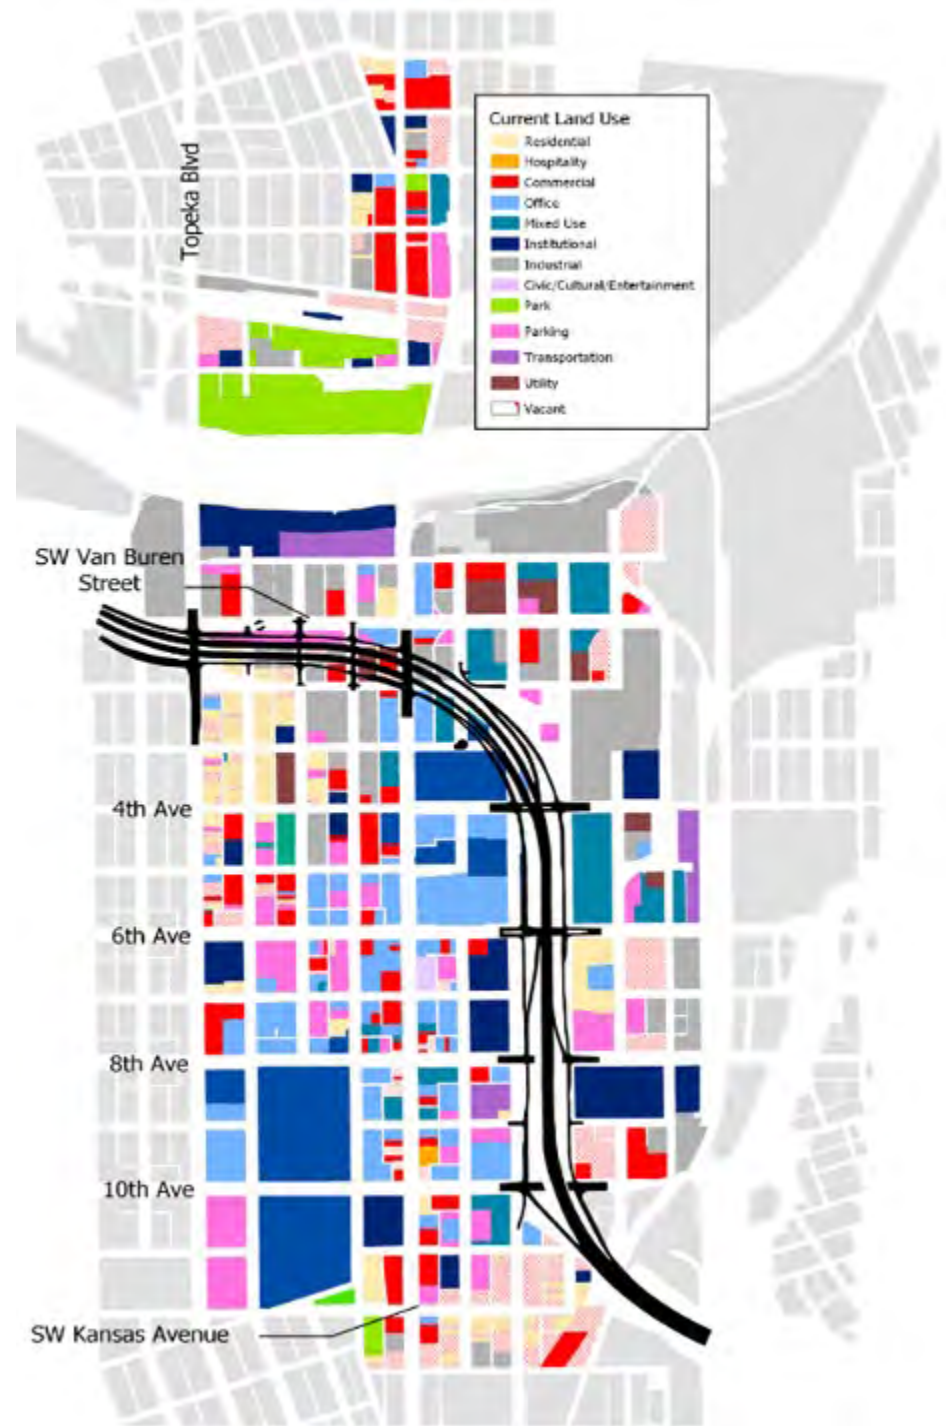 Topeka Blvd
Current Land Use
Residential
Hospitality
Commercial
Office
Mixed Use
Institutional
Industrial
Civic/Cultural/Entertainment
Park
Parking
Transportation
Utility
Vacant
SW Van Buren
Street
4th Ave
6th Ave
8th Ave
10th Ave
SW Kansas Avenue